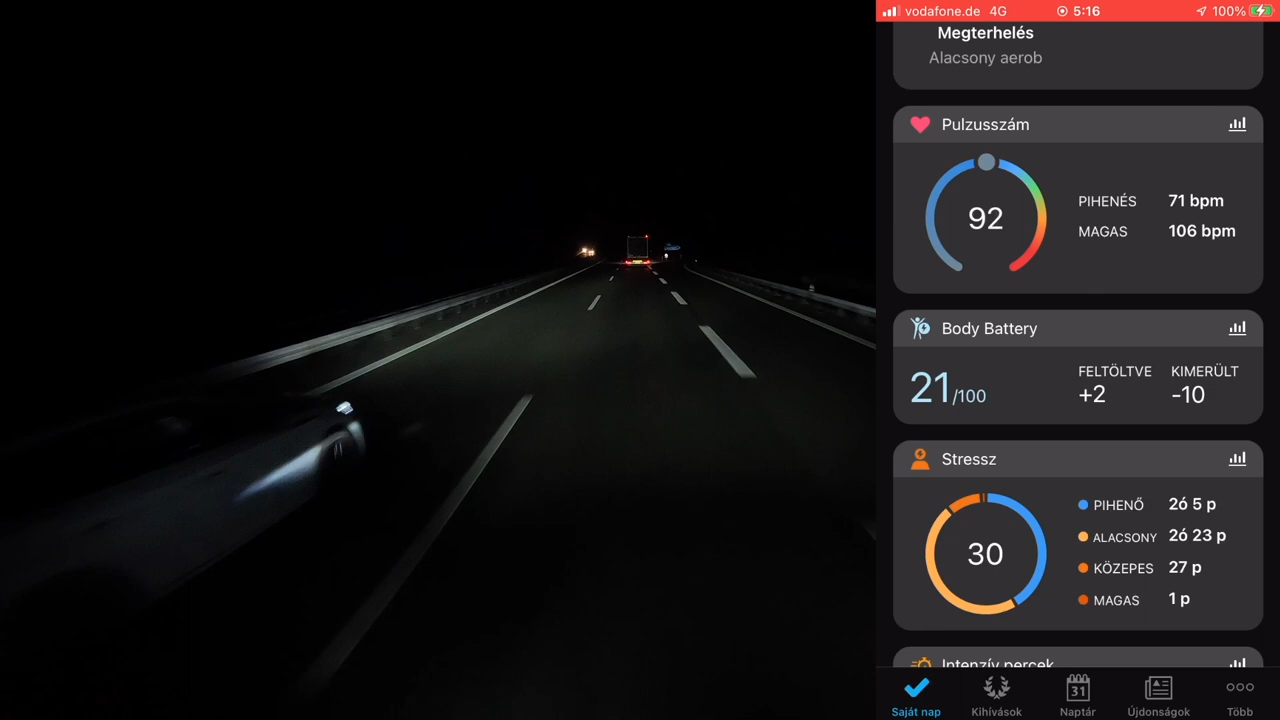 vodafone.de 4G 5:16 100%
Megterhelés
Alacsony aerob
Pulzusszám
92
PIHENÉS 71 bpm
MAGAS 106 bpm
Body Battery
21/100
FELTÖLTVE KIMERÜLT
+2 -10
Stressz
30
PIHENŐ 2ó 5 p
ALACSONY 2ó 23 p
KÖZEPES 27 p
MAGAS 1 p
Intenzív percek
31
Saját nap Kihívások Naptár Újdonságok Több